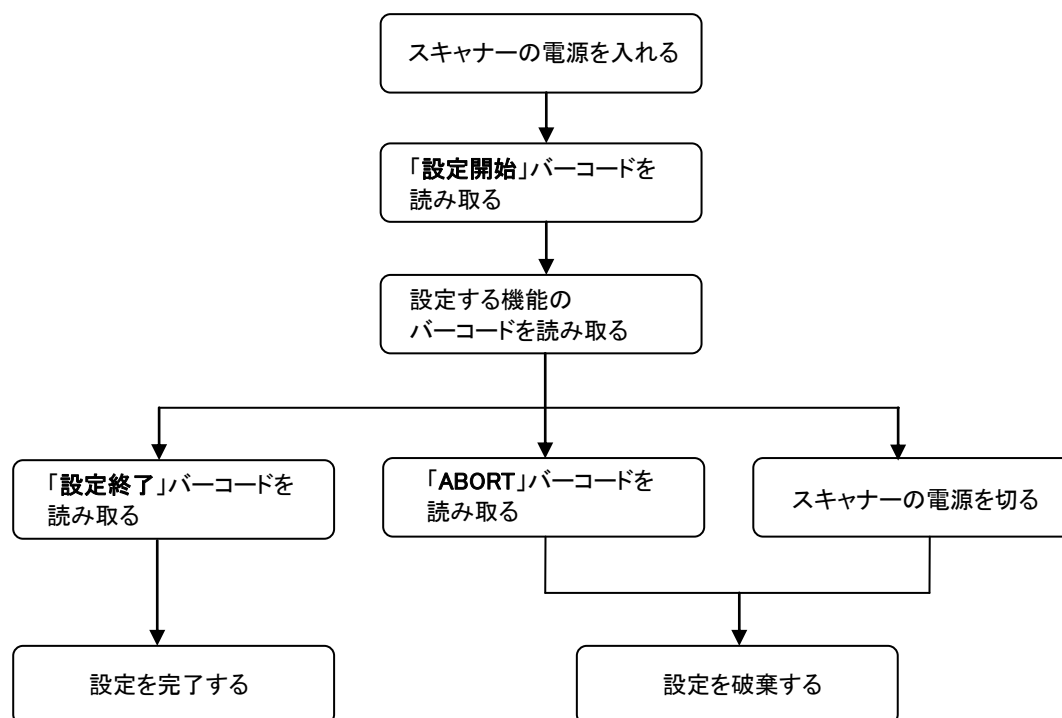 スキャナーの電源を入れる
「設定開始」バーコードを
読み取る
設定する機能の
バーコードを読み取る
「設定終了」バーコードを
読み取る
「ABORT」バーコードを
読み取る
スキャナーの電源を切る
設定を完了する
設定を破棄する